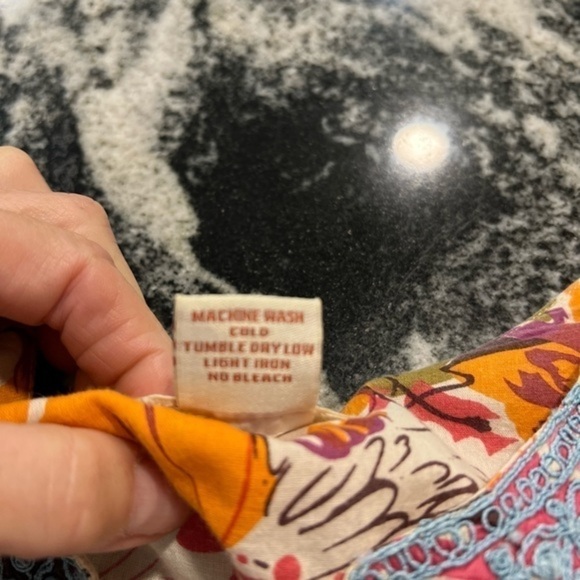 MACHINE WASH
COLD
TUMBLE DRY LOW
LIGHT IRON
NO BLEACH